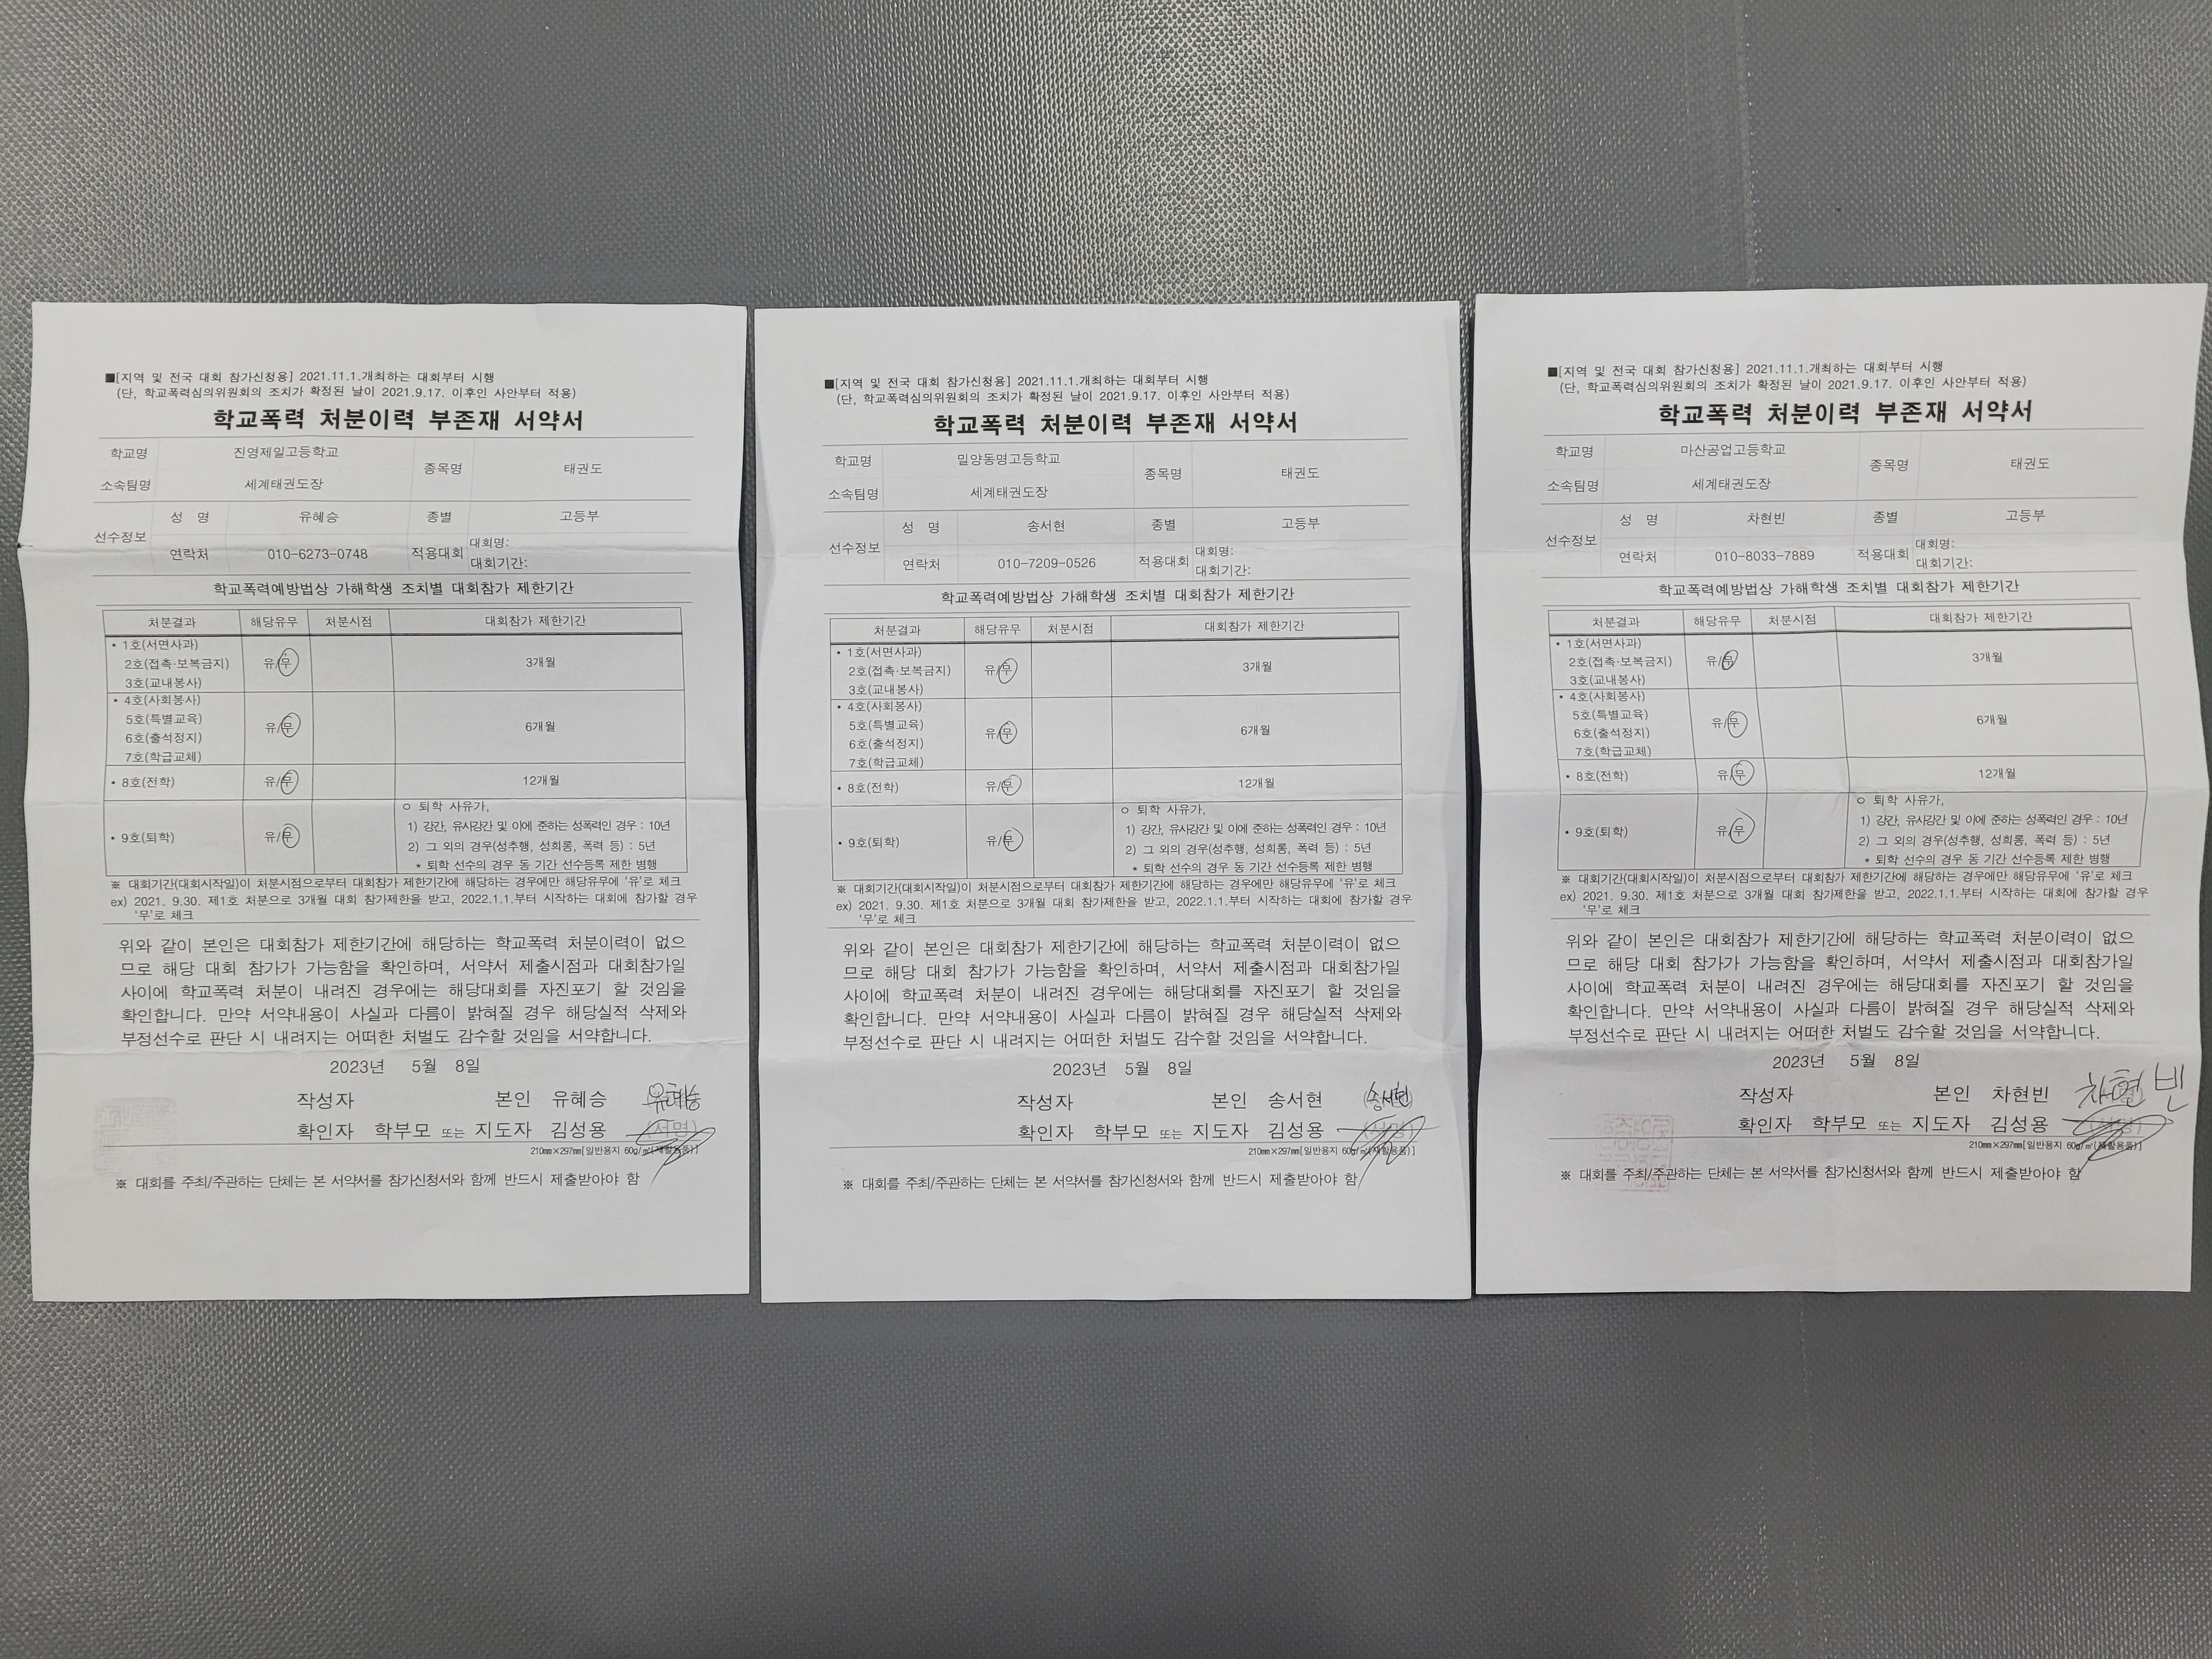 ■[지역 및 전국 대회 참가신청용] 2021.11.1.개최하는 대회부터 시행
(단, 학교폭력심의위원회의 조치가 확정된 날이 2021.9.17. 이후인 사안부터 적용)
학교폭력 처분이력 부존재 서약서
학교명 진영제일고등학교 종목명 태권도
소속팀명 세계태권도장
선수정보 성 명 유혜승 종별 고등부
연락처 010-6273-0748 적용대회 대회명:
대회기간:
학교폭력예방법상 가해학생 조치별 대회참가 제한기간
처분결과 해당유무 처분시점 대회참가 제한기간
• 1호(서면사과)
2호(접촉·보복금지) 유/무 3개월
3호(교내봉사)
• 4호(사회봉사)
5호(특별교육) 유/무 6개월
6호(출석정지)
7호(학급교체)
• 8호(전학) 유/무 12개월
○ 퇴학 사유가,
1) 강간, 유사강간 및 이에 준하는 성폭력인 경우 : 10년
• 9호(퇴학) 유/무
2) 그 외의 경우(성추행, 성희롱, 폭력 등) : 5년
* 퇴학 선수의 경우 동 기간 선수등록 제한 병행
※ 대회기간(대회시작일)이 처분시점으로부터 대회참가 제한기간에 해당하는 경우에만 해당유무에 ‘유’로 체크
ex) 2021. 9.30. 제1호 처분으로 3개월 대회 참가제한을 받고, 2022.1.1.부터 시작하는 대회에 참가할 경우
‘무’로 체크
위와 같이 본인은 대회참가 제한기간에 해당하는 학교폭력 처분이력이 없으
므로 해당 대회 참가가 가능함을 확인하며, 서약서 제출시점과 대회참가일
사이에 학교폭력 처분이 내려진 경우에는 해당대회를 자진포기 할 것임을
확인합니다. 만약 서약내용이 사실과 다름이 밝혀질 경우 해당실적 삭제와
부정선수로 판단 시 내려지는 어떠한 처벌도 감수할 것임을 서약합니다.
2023년 5월 8일
작성자 본인 유혜승 유혜승
확인자 학부모 또는 지도자 김성용 (서명)
210㎜×297㎜[일반용지 60g/㎡(재활용품)]
※ 대회를 주최/주관하는 단체는 본 서약서를 참가신청서와 함께 반드시 제출받아야 함
■[지역 및 전국 대회 참가신청용] 2021.11.1.개최하는 대회부터 시행
(단, 학교폭력심의위원회의 조치가 확정된 날이 2021.9.17. 이후인 사안부터 적용)
학교폭력 처분이력 부존재 서약서
학교명 밀양동명고등학교 종목명 태권도
소속팀명 세계태권도장
선수정보 성 명 송서현 종별 고등부
연락처 010-7209-0526 적용대회 대회명:
대회기간:
학교폭력예방법상 가해학생 조치별 대회참가 제한기간
처분결과 해당유무 처분시점 대회참가 제한기간
• 1호(서면사과)
2호(접촉·보복금지) 유/무 3개월
3호(교내봉사)
• 4호(사회봉사)
5호(특별교육) 유/무 6개월
6호(출석정지)
7호(학급교체)
• 8호(전학) 유/무 12개월
○ 퇴학 사유가,
1) 강간, 유사강간 및 이에 준하는 성폭력인 경우 : 10년
• 9호(퇴학) 유/무
2) 그 외의 경우(성추행, 성희롱, 폭력 등) : 5년
* 퇴학 선수의 경우 동 기간 선수등록 제한 병행
※ 대회기간(대회시작일)이 처분시점으로부터 대회참가 제한기간에 해당하는 경우에만 해당유무에 ‘유’로 체크
ex) 2021. 9.30. 제1호 처분으로 3개월 대회 참가제한을 받고, 2022.1.1.부터 시작하는 대회에 참가할 경우
‘무’로 체크
위와 같이 본인은 대회참가 제한기간에 해당하는 학교폭력 처분이력이 없으
므로 해당 대회 참가가 가능함을 확인하며, 서약서 제출시점과 대회참가일
사이에 학교폭력 처분이 내려진 경우에는 해당대회를 자진포기 할 것임을
확인합니다. 만약 서약내용이 사실과 다름이 밝혀질 경우 해당실적 삭제와
부정선수로 판단 시 내려지는 어떠한 처벌도 감수할 것임을 서약합니다.
2023년 5월 8일
작성자 본인 송서현 송서현
확인자 학부모 또는 지도자 김성용 (서명)
210㎜×297㎜[일반용지 60g/㎡(재활용품)]
※ 대회를 주최/주관하는 단체는 본 서약서를 참가신청서와 함께 반드시 제출받아야 함
■[지역 및 전국 대회 참가신청용] 2021.11.1.개최하는 대회부터 시행
(단, 학교폭력심의위원회의 조치가 확정된 날이 2021.9.17. 이후인 사안부터 적용)
학교폭력 처분이력 부존재 서약서
학교명 마산공업고등학교 종목명 태권도
소속팀명 세계태권도장
선수정보 성 명 차현빈 종별 고등부
연락처 010-8033-7889 적용대회 대회명:
대회기간:
학교폭력예방법상 가해학생 조치별 대회참가 제한기간
처분결과 해당유무 처분시점 대회참가 제한기간
• 1호(서면사과)
2호(접촉·보복금지) 유/무 3개월
3호(교내봉사)
• 4호(사회봉사)
5호(특별교육) 유/무 6개월
6호(출석정지)
7호(학급교체)
• 8호(전학) 유/무 12개월
○ 퇴학 사유가,
1) 강간, 유사강간 및 이에 준하는 성폭력인 경우 : 10년
• 9호(퇴학) 유/무
2) 그 외의 경우(성추행, 성희롱, 폭력 등) : 5년
* 퇴학 선수의 경우 동 기간 선수등록 제한 병행
※ 대회기간(대회시작일)이 처분시점으로부터 대회참가 제한기간에 해당하는 경우에만 해당유무에 ‘유’로 체크
ex) 2021. 9.30. 제1호 처분으로 3개월 대회 참가제한을 받고, 2022.1.1.부터 시작하는 대회에 참가할 경우
‘무’로 체크
위와 같이 본인은 대회참가 제한기간에 해당하는 학교폭력 처분이력이 없으
므로 해당 대회 참가가 가능함을 확인하며, 서약서 제출시점과 대회참가일
사이에 학교폭력 처분이 내려진 경우에는 해당대회를 자진포기 할 것임을
확인합니다. 만약 서약내용이 사실과 다름이 밝혀질 경우 해당실적 삭제와
부정선수로 판단 시 내려지는 어떠한 처벌도 감수할 것임을 서약합니다.
2023년 5월 8일
작성자 본인 차현빈 차현빈
확인자 학부모 또는 지도자 김성용
210㎜×297㎜[일반용지 60g/㎡(재활용품)]
※ 대회를 주최/주관하는 단체는 본 서약서를 참가신청서와 함께 반드시 제출받아야 함